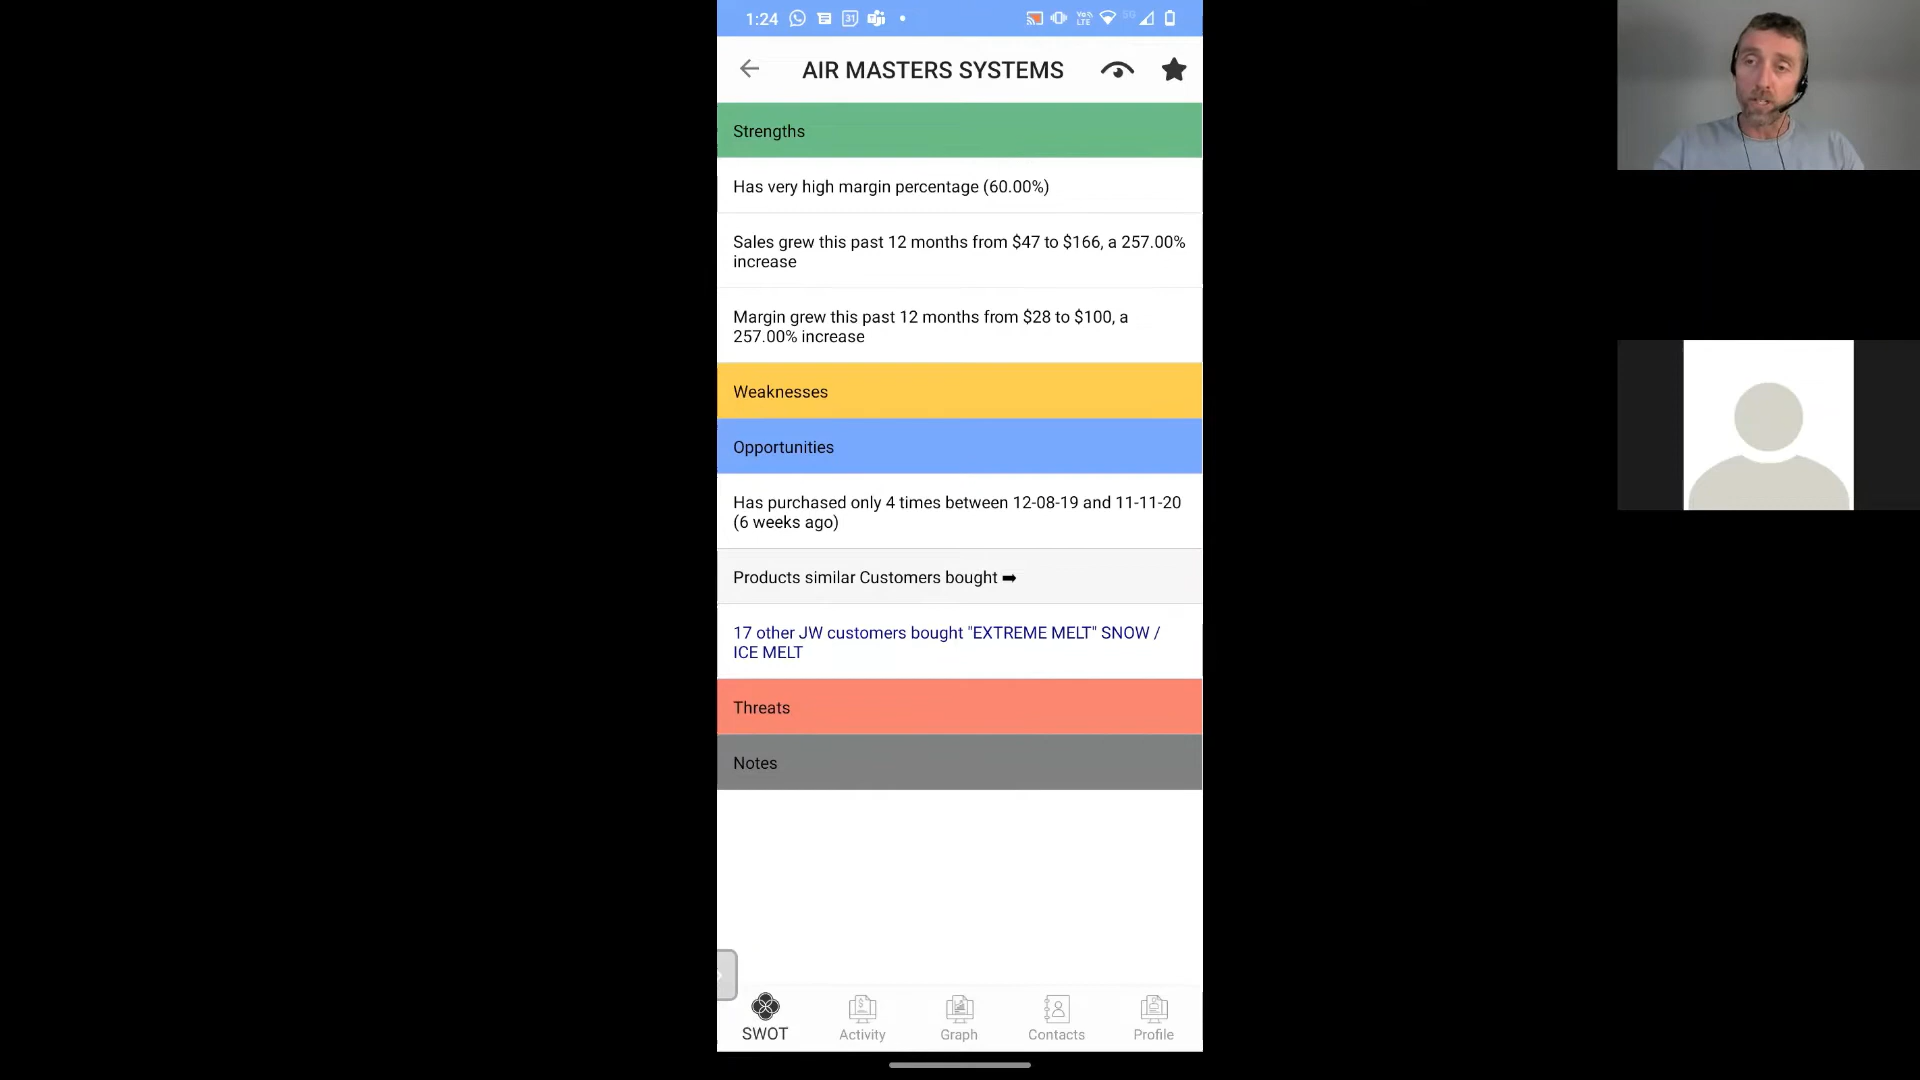 1:24
31
Vo
LTE
5G
AIR MASTERS SYSTEMS
Strengths
Has very high margin percentage (60.00%)
Sales grew this past 12 months from $47 to $166, a 257.00%
increase
Margin grew this past 12 months from $28 to $100, a
257.00% increase
Weaknesses
Opportunities
Has purchased only 4 times between 12-08-19 and 11-11-20
(6 weeks ago)
Products similar Customers bought ➡
17 other JW customers bought "EXTREME MELT" SNOW /
ICE MELT
Threats
Notes
SWOT Activity Graph Contacts Profile